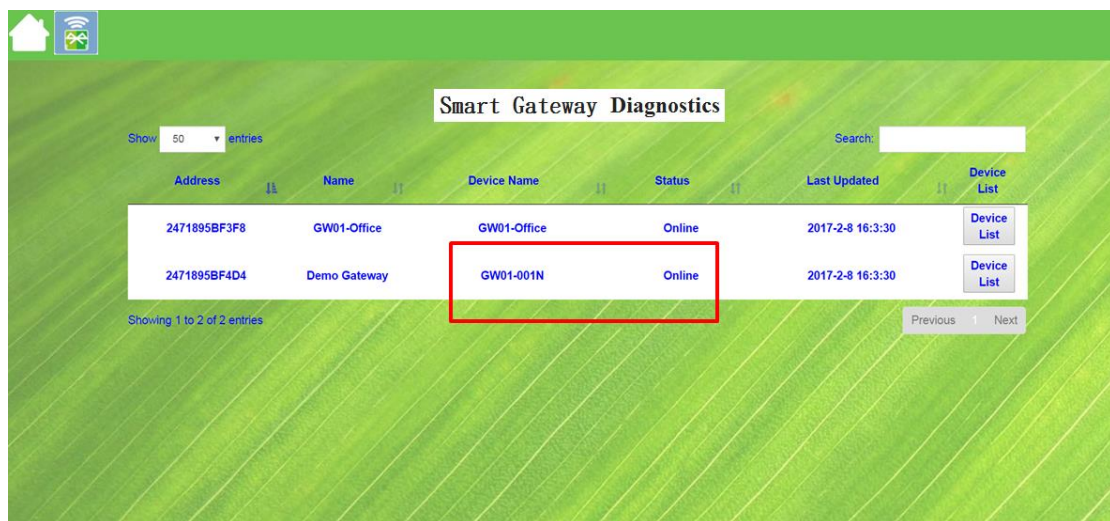 Smart Gateway Diagnostics
Show 50 entries Search:
Address Name Device Name Status Last Updated Device List
2471895BF3F8 GW01-Office GW01-Office Online 2017-2-8 16:3:30 Device List
2471895BF4D4 Demo Gateway GW01-001N Online 2017-2-8 16:3:30 Device List
Showing 1 to 2 of 2 entries Previous 1 Next